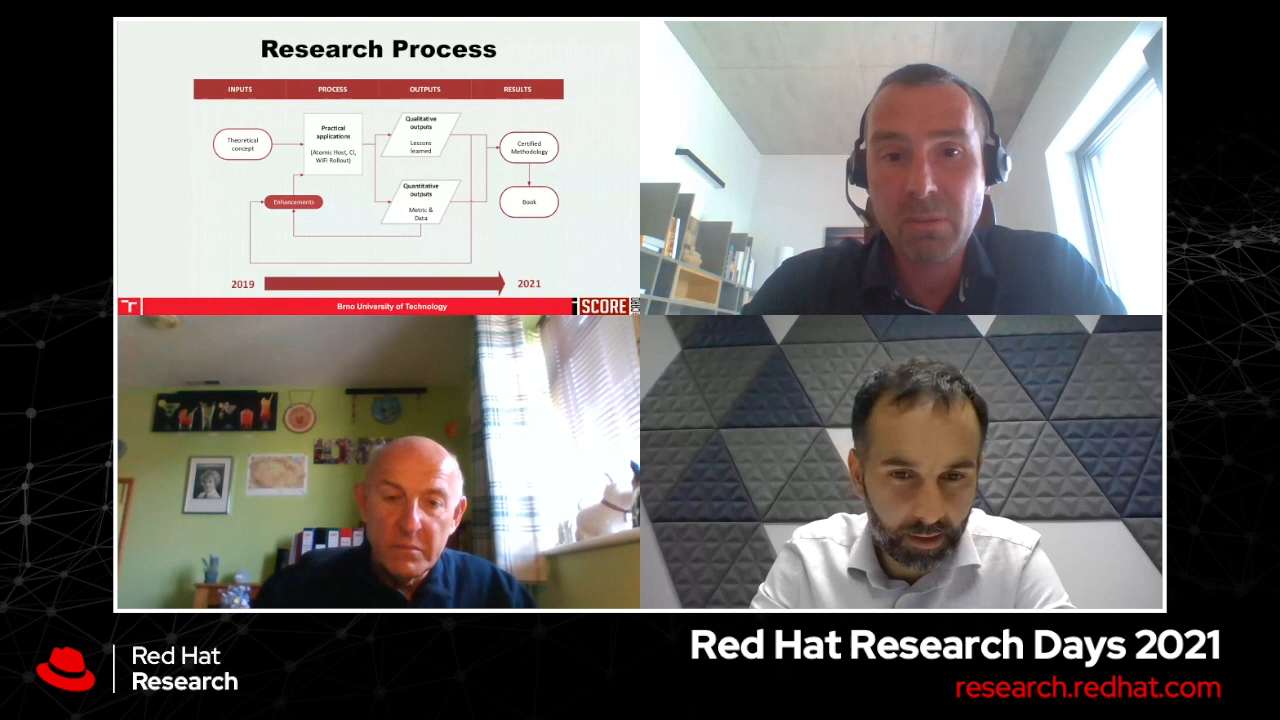 Research Process
INPUTS PROCESS OUTPUTS RESULTS
Theoretical
concept
Practical
applications
(Atomic Host, CI,
WiFi Rollout)
Qualitative
outputs
Lessons
learned
Certified
Methodology
Enhancements
Quantitative
outputs
Metric &
Data
Book
2019
2021
Brno University of Technology
SCORE
Red Hat
Research
Red Hat Research Days 2021
research.redhat.com